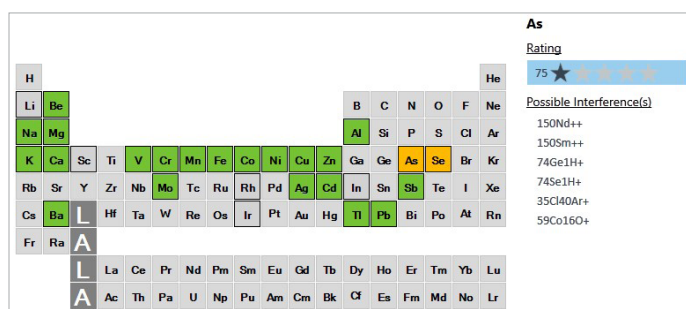 As
Rating
75
Possible Interference(s)
150Nd++
150Sm++
74Ge1H+
74Se1H+
35Cl40Ar+
59Co16O+
H He
Li Be B C N O F Ne
Na Mg Al Si P S Cl Ar
K Ca Sc Ti V Cr Mn Fe Co Ni Cu Zn Ga Ge As Se Br Kr
Rb Sr Y Zr Nb Mo Tc Ru Rh Pd Ag Cd In Sn Sb Te I Xe
Cs Ba L Hf Ta W Re Os Ir Pt Au Hg Tl Pb Bi Po At Rn
Fr Ra A
L La Ce Pr Nd Pm Sm Eu Gd Tb Dy Ho Er Tm Yb Lu
A Ac Th Pa U Np Pu Am Cm Bk Cf Es Fm Md No Lr